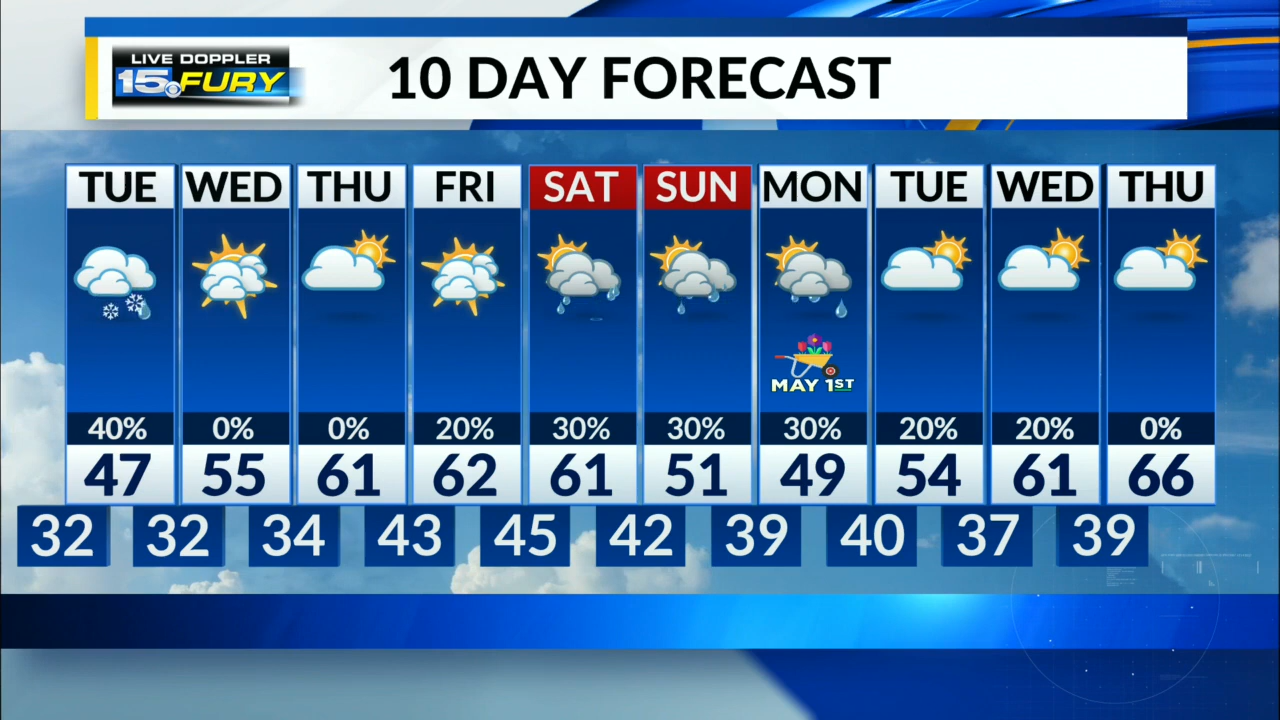 LIVE DOPPLER
15 FURY
10 DAY FORECAST
TUE WED THU FRI SAT SUN MON TUE WED THU
MAY 1ST
40% 0% 0% 20% 30% 30% 30% 20% 20% 0%
47 55 61 62 61 51 49 54 61 66
32 32 34 43 45 42 39 40 37 39